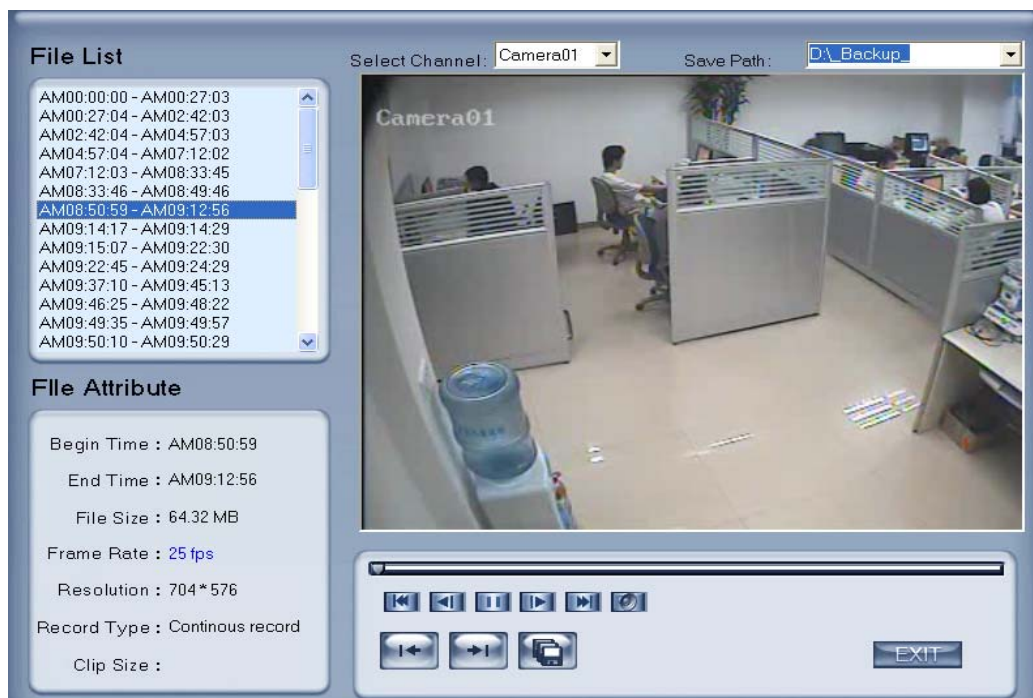 File List
Select Channel: Camera01
Save Path: D:\_Backup_
AM00:00:00 - AM00:27:03
AM00:27:04 - AM02:42:03
AM02:42:04 - AM04:57:03
AM04:57:04 - AM07:12:02
AM07:12:03 - AM08:33:45
AM08:33:46 - AM08:49:46
AM08:50:59 - AM09:12:56
AM09:14:17 - AM09:14:29
AM09:15:07 - AM09:22:30
AM09:22:45 - AM09:24:29
AM09:37:10 - AM09:45:13
AM09:46:25 - AM09:48:22
AM09:49:35 - AM09:49:57
AM09:50:10 - AM09:50:29
Camera01
FIle Attribute
Begin Time : AM08:50:59
End Time : AM09:12:56
File Size : 64.32 MB
Frame Rate : 25 fps
Resolution : 704*576
Record Type : Continous record
Clip Size :
EXIT